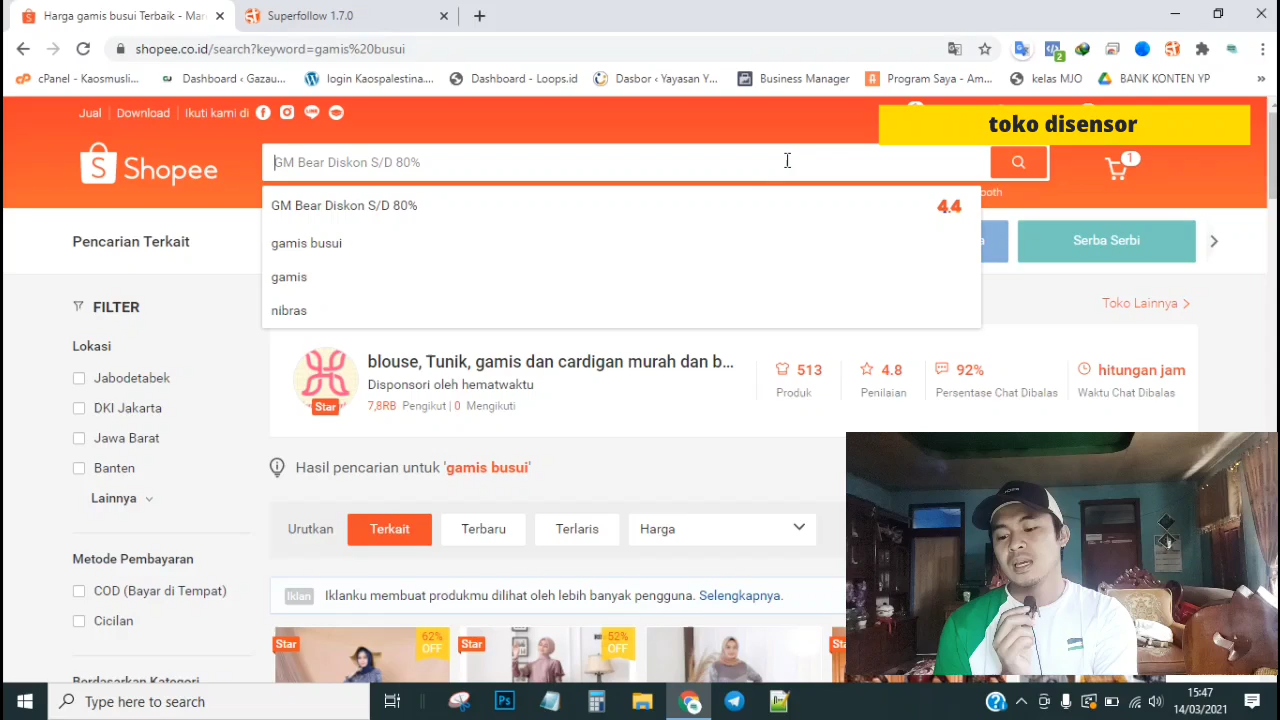 Harga gamis busui Terbaik - Mar
Superfollow 1.7.0
shopee.co.id/search?keyword=gamis%20busui
cPanel - Kaosmusli...
Dashboard ‹ Gazau...
login Kaospalestina....
Dashboard - Loops.id
Dasbor ‹ Yayasan Y...
Business Manager
Program Saya - Am...
kelas MJO
BANK KONTEN YP
Jual
Download
Ikuti kami di
toko disensor
Shopee
GM Bear Diskon S/D 80%
1
ooth
GM Bear Diskon S/D 80%
4.4
gamis busui
gamis
nibras
Pencarian Terkait
a
Serba Serbi
FILTER
Toko Lainnya >
Lokasi
Jabodetabek
DKI Jakarta
Jawa Barat
Banten
Lainnya
blouse, Tunik, gamis dan cardigan murah dan b...
Disponsori oleh hematwaktu
7,8RB Pengikut | 0 Mengikuti
Star
513
Produk
4.8
Penilaian
92%
Persentase Chat Dibalas
hitungan jam
Waktu Chat Dibalas
Hasil pencarian untuk 'gamis busui'
Urutkan
Terkait
Terbaru
Terlaris
Harga
Metode Pembayaran
COD (Bayar di Tempat)
Cicilan
Iklan
Iklanku membuat produkmu dilihat oleh lebih banyak pengguna. Selengkapnya.
Star
62%
OFF
Star
52%
OFF
Berdasarkan Kategori
Type here to search
15:47
14/03/2021